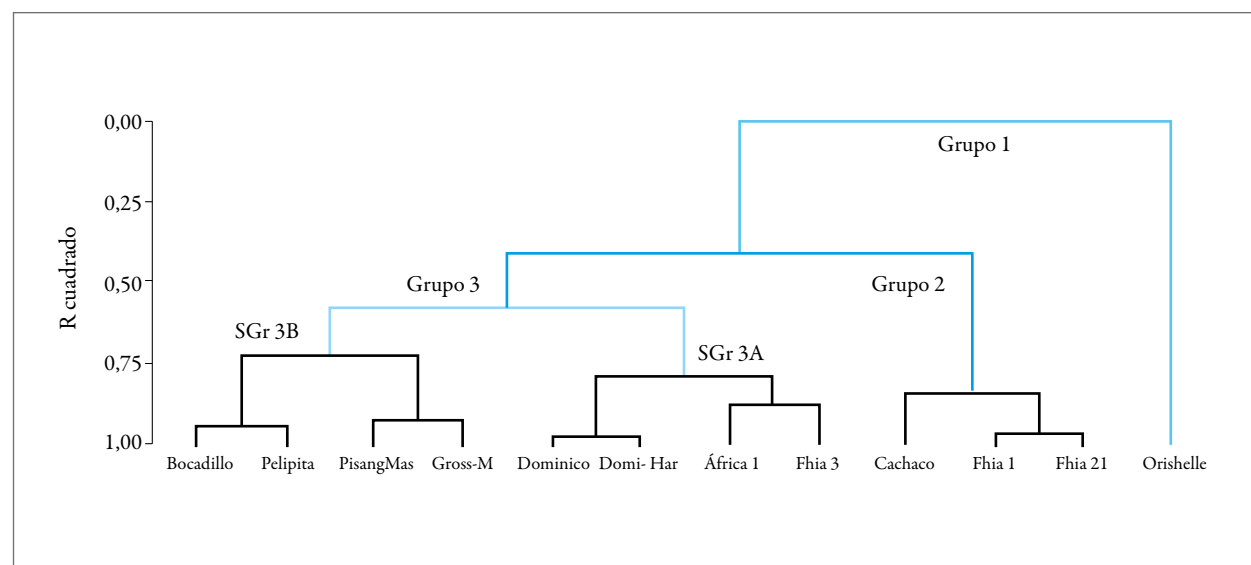 0,00
Grupo 1
0,25
R cuadrado
0,50
Grupo 3
Grupo 2
SGr 3B
SGr 3A
0,75
1,00
Bocadillo Pelipita PisangMas Gross-M Dominico Domi- Har África 1 Fhia 3 Cachaco Fhia 1 Fhia 21 Orishelle